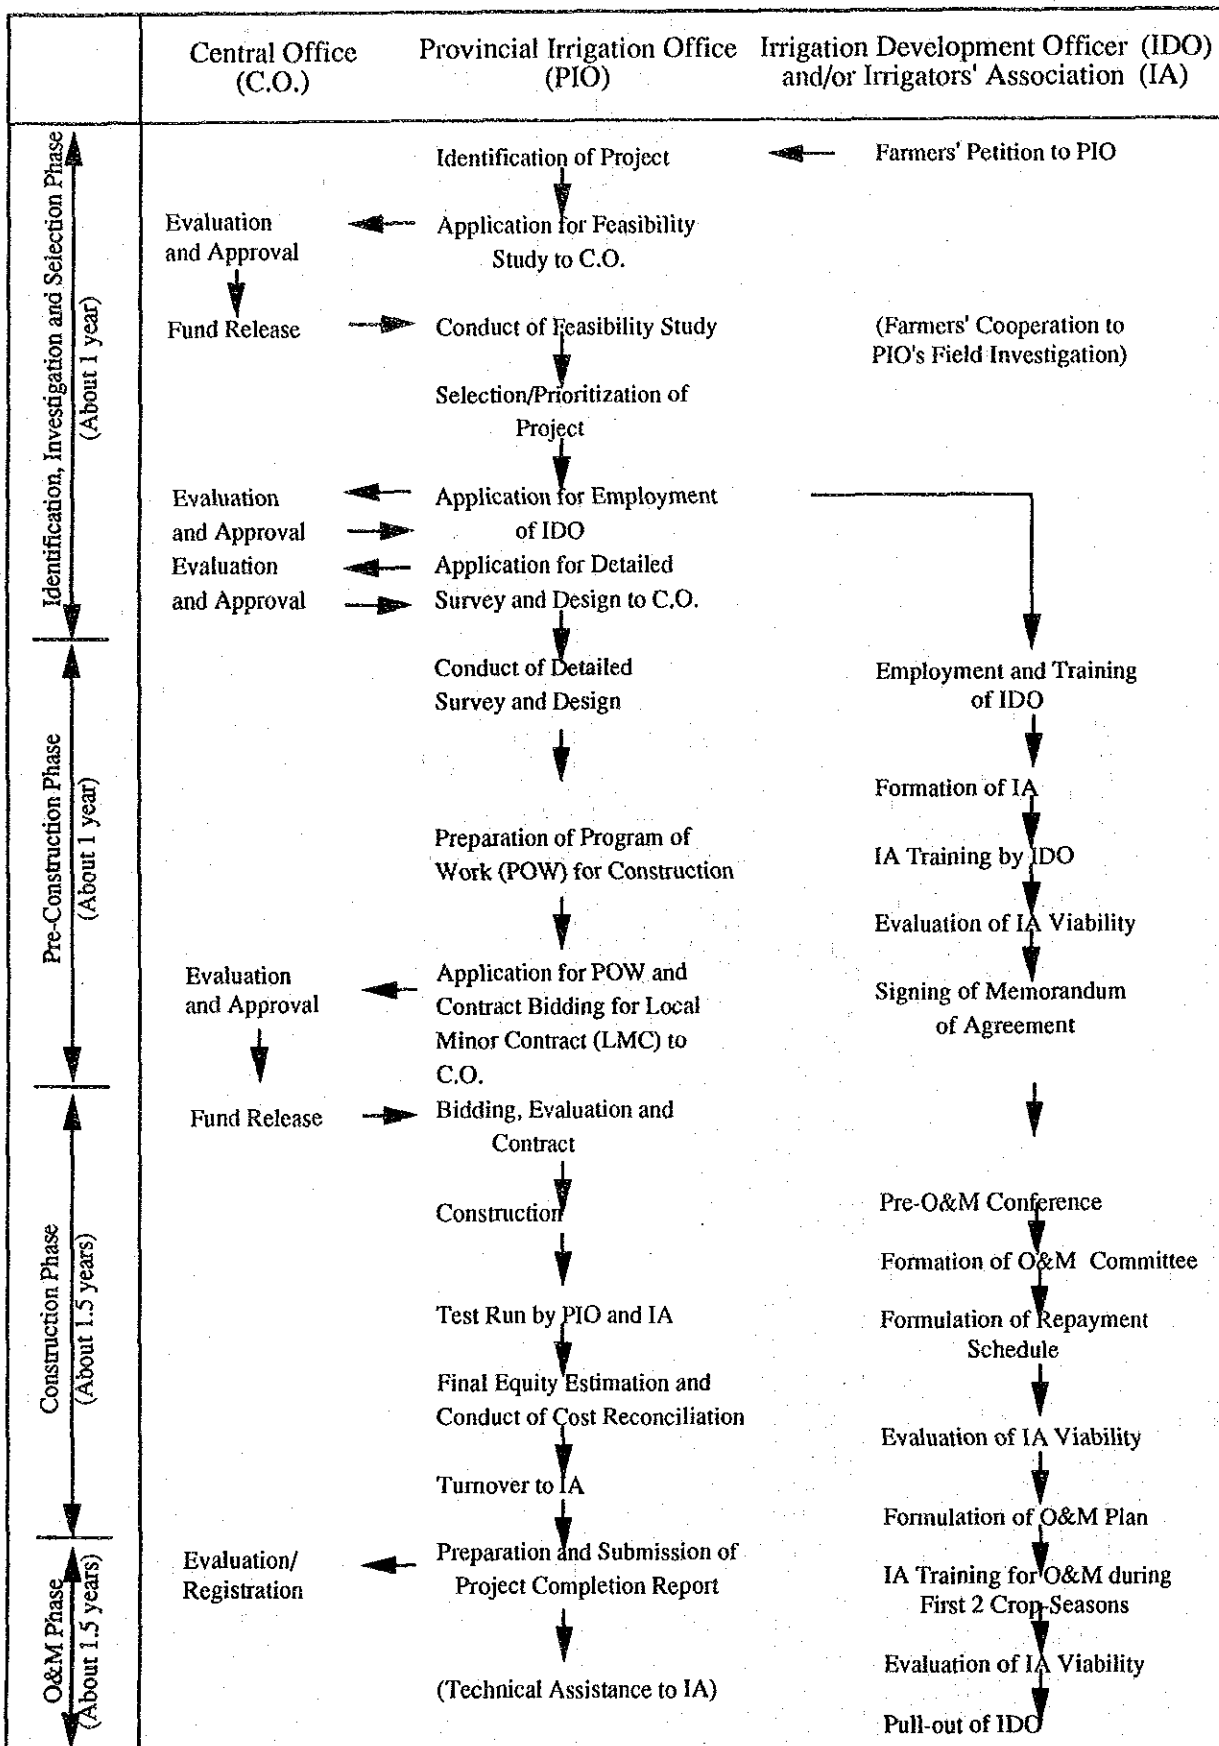 Central Office
(C.O.)
Provincial Irrigation Office
(PIO)
Irrigation Development Officer (IDO)
and/or Irrigators' Association (IA)
Identification, Investigation and Selection Phase
(About 1 year)
Identification of Project
Farmers' Petition to PIO
Evaluation
and Approval
Application for Feasibility
Study to C.O.
Fund Release
Conduct of Feasibility Study
(Farmers' Cooperation to
PIO's Field Investigation)
Selection/Prioritization of
Project
Evaluation
and Approval
Application for Employment
of IDO
Evaluation
and Approval
Application for Detailed
Survey and Design to C.O.
Pre-Construction Phase
(About 1 year)
Conduct of Detailed
Survey and Design
Employment and Training
of IDO
Formation of IA
Preparation of Program of
Work (POW) for Construction
IA Training by IDO
Evaluation of IA Viability
Evaluation
and Approval
Application for POW and
Contract Bidding for Local
Minor Contract (LMC) to
C.O.
Signing of Memorandum
of Agreement
Construction Phase
(About 1.5 years)
Fund Release
Bidding, Evaluation and
Contract
Construction
Pre-O&M Conference
Formation of O&M Committee
Test Run by PIO and IA
Formulation of Repayment
Schedule
Final Equity Estimation and
Conduct of Cost Reconciliation
Evaluation of IA Viability
Turnover to IA
Formulation of O&M Plan
O&M Phase
(About 1.5 years)
Evaluation/
Registration
Preparation and Submission of
Project Completion Report
IA Training for O&M during
First 2 Crop-Seasons
Evaluation of IA Viability
(Technical Assistance to IA)
Pull-out of IDO